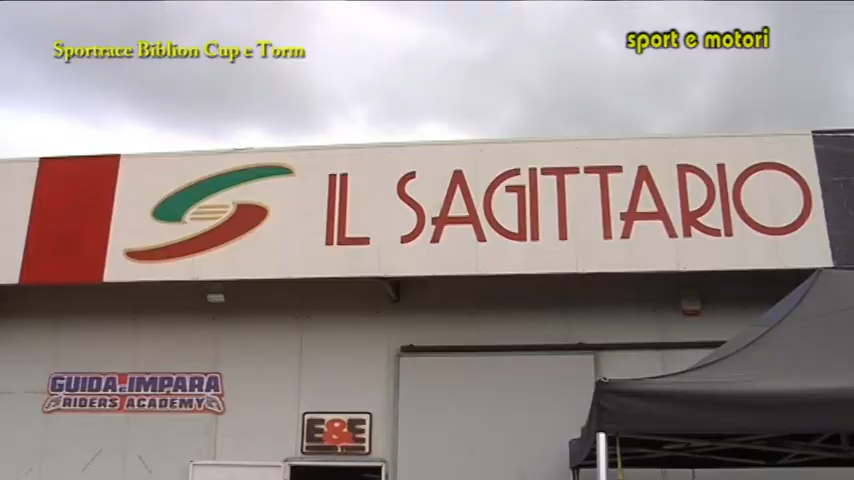 Sportrace Biblion Cup e Torm
sport e motori
IL SAGITTARIO
GUIDA E IMPARA
RIDERS ACADEMY
E&E